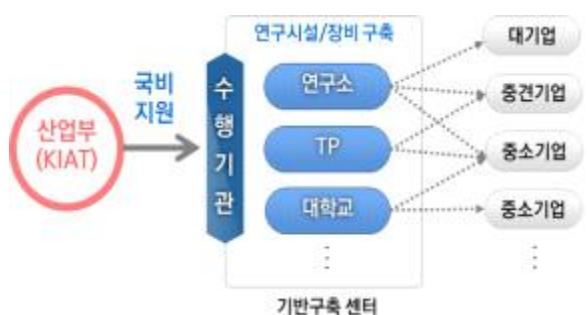 산업부
(KIAT)
국비
지원
수행기관
연구시설/장비 구축
연구소
TP
대학교
기반구축 센터
대기업
중견기업
중소기업
중소기업